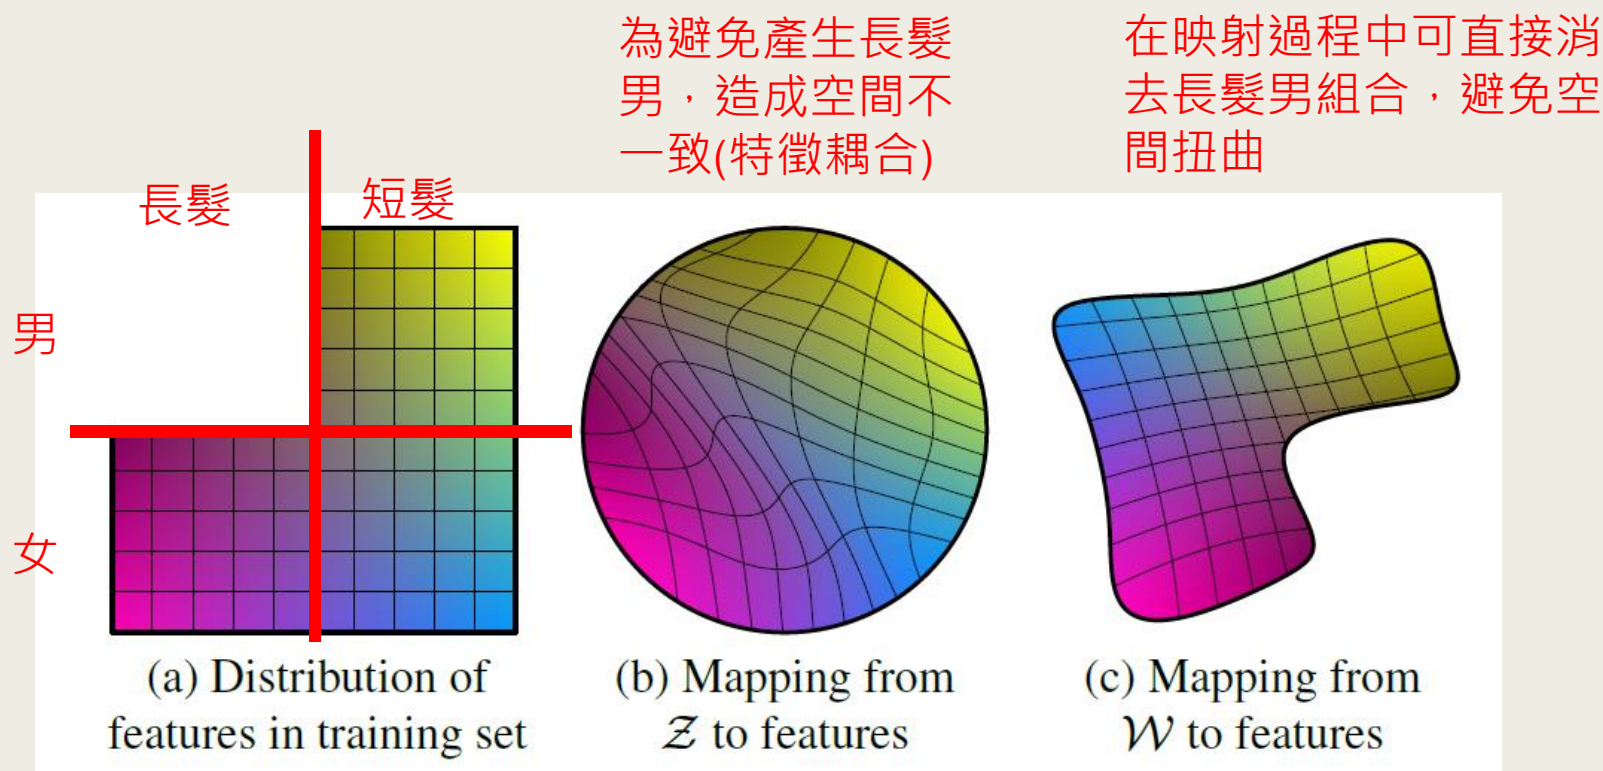 為避免產生長髮
男，造成空間不
一致(特徵耦合)
在映射過程中可直接消
去長髮男組合，避免空
間扭曲
長髮
短髮
男
女
(a) Distribution of
features in training set
(b) Mapping from
𝒵 to features
(c) Mapping from
𝒲 to features